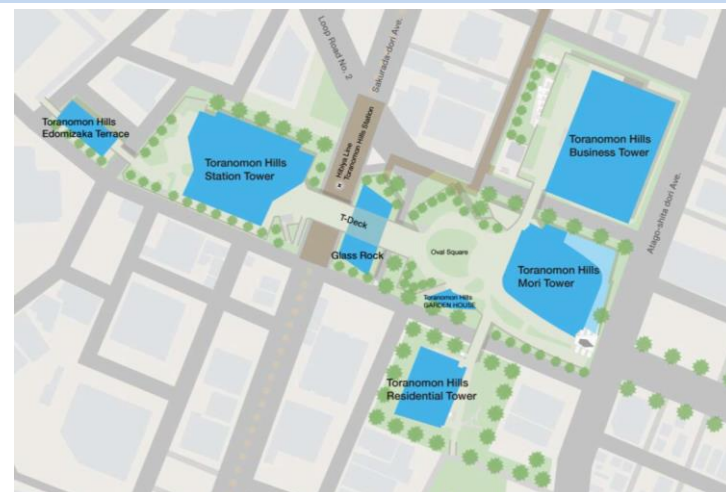 Loop Road No. 2
Sakurada-dori Ave.
Toranomon Hills
Edomizaka Terrace
Toranomon Hills
Station Tower
Hibiya Line
Toranomon Hills Station
Toranomon Hills
Business Tower
Atago-shita dori Ave.
T-Deck
Glass Rock
Oval Square
Toranomon Hills
Mori Tower
Toranomon Hills
GARDEN HOUSE
Toranomon Hills
Residential Tower